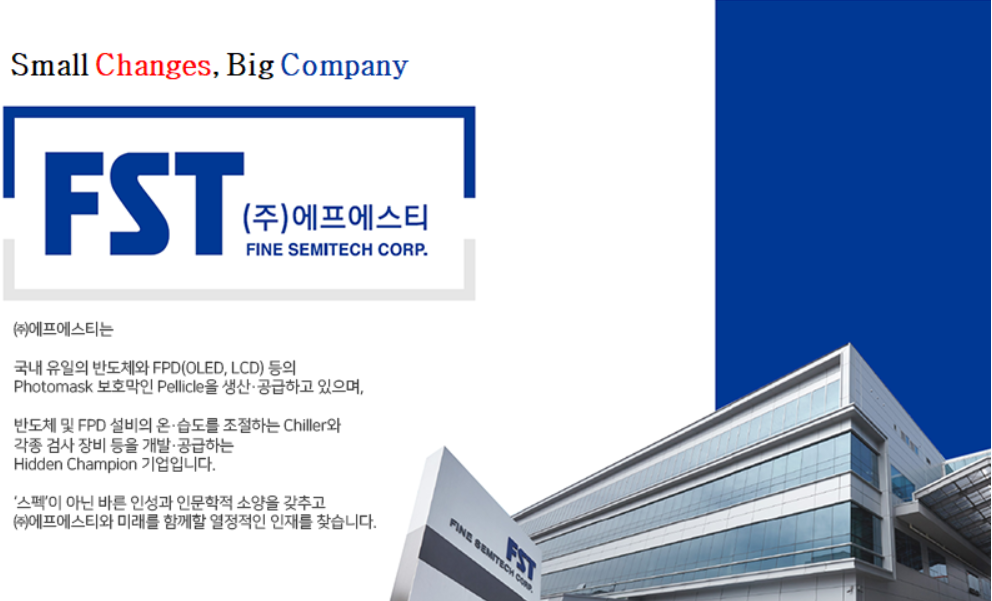 Small Changes, Big Company
FST
(주)에프에스티
FINE SEMITECH CORP.
㈜에프에스티는
국내 유일의 반도체와 FPD(OLED, LCD) 등의
Photomask 보호막인 Pellicle을 생산·공급하고 있으며,
반도체 및 FPD 설비의 온·습도를 조절하는 Chiller와
각종 검사 장비 등을 개발·공급하는
Hidden Champion 기업입니다.
‘스펙’이 아닌 바른 인성과 인문학적 소양을 갖추고
㈜에프에스티와 미래를 함께할 열정적인 인재를 찾습니다.
FINE SEMITECH CORP.
FST